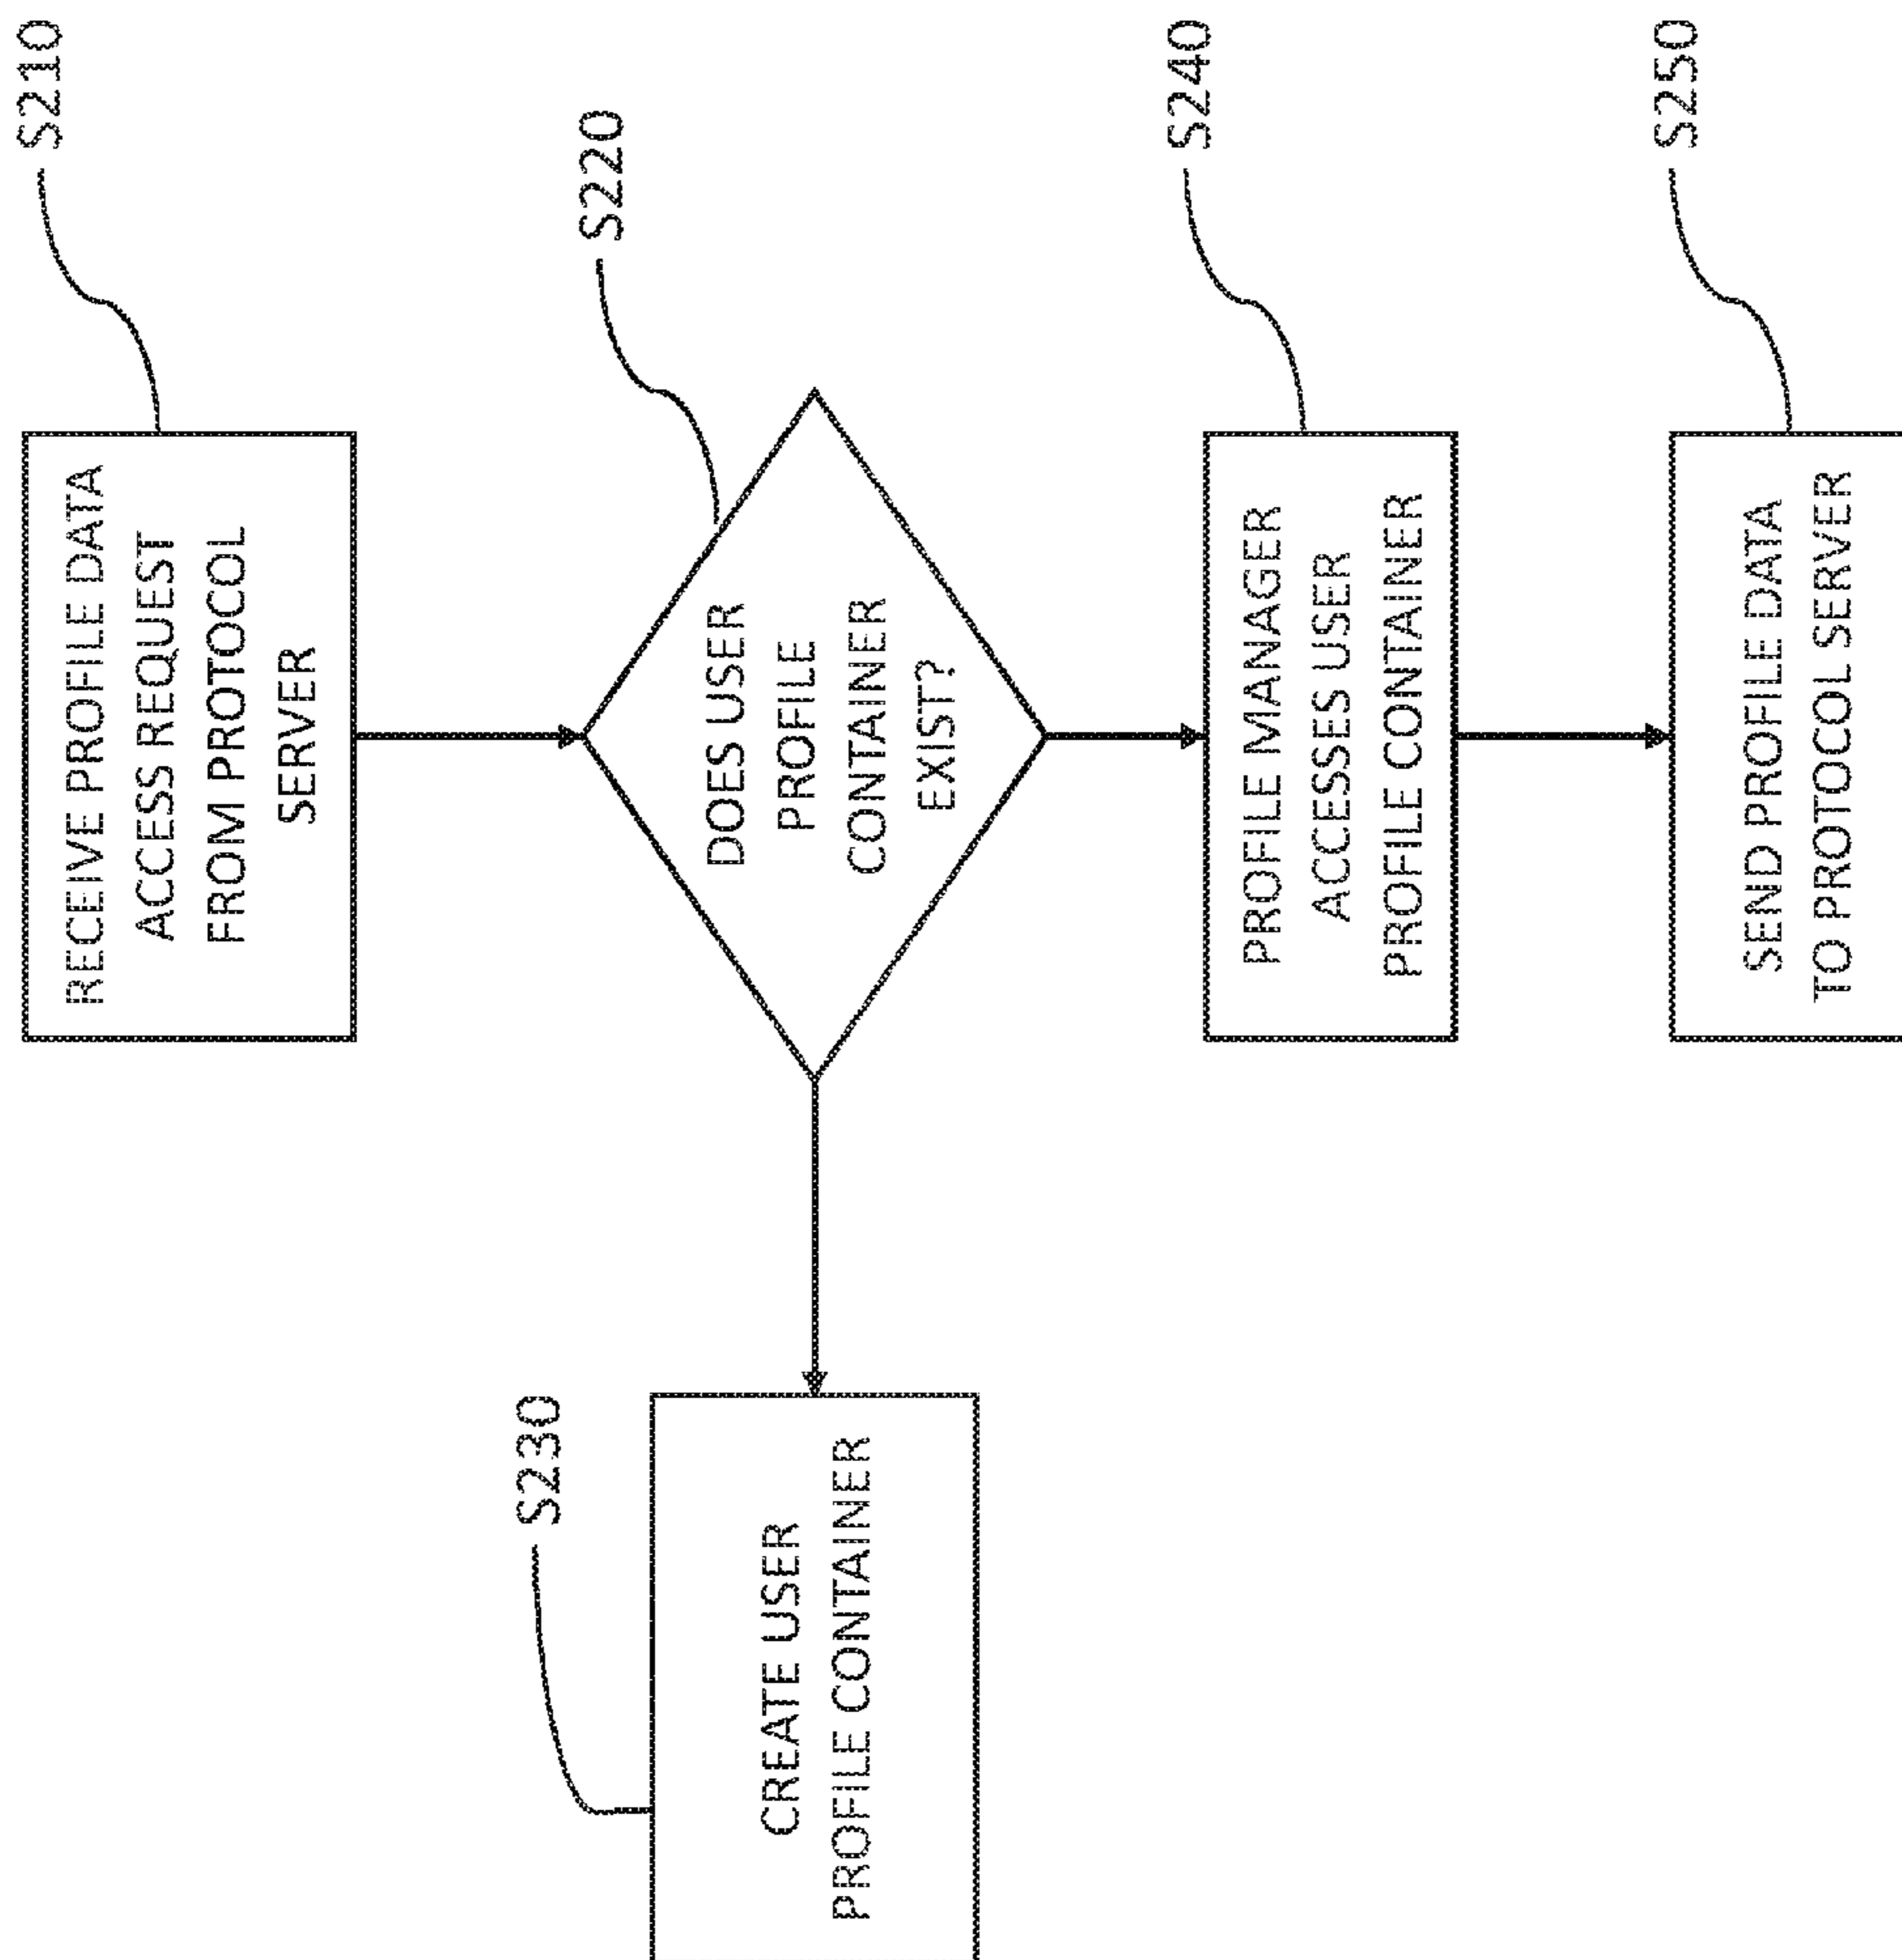 RECEIVE PROFILE DATA
ACCESS REQUEST
FROM PROTOCOL
SERVER
S210
DOES USER
PROFILE
CONTAINER
EXIST?
S220
CREATE USER
PROFILE CONTAINER
S230
PROFILE MANAGER
ACCESSES USER
PROFILE CONTAINER
S240
SEND PROFILE DATA
TO PROTOCOL SERVER
S250